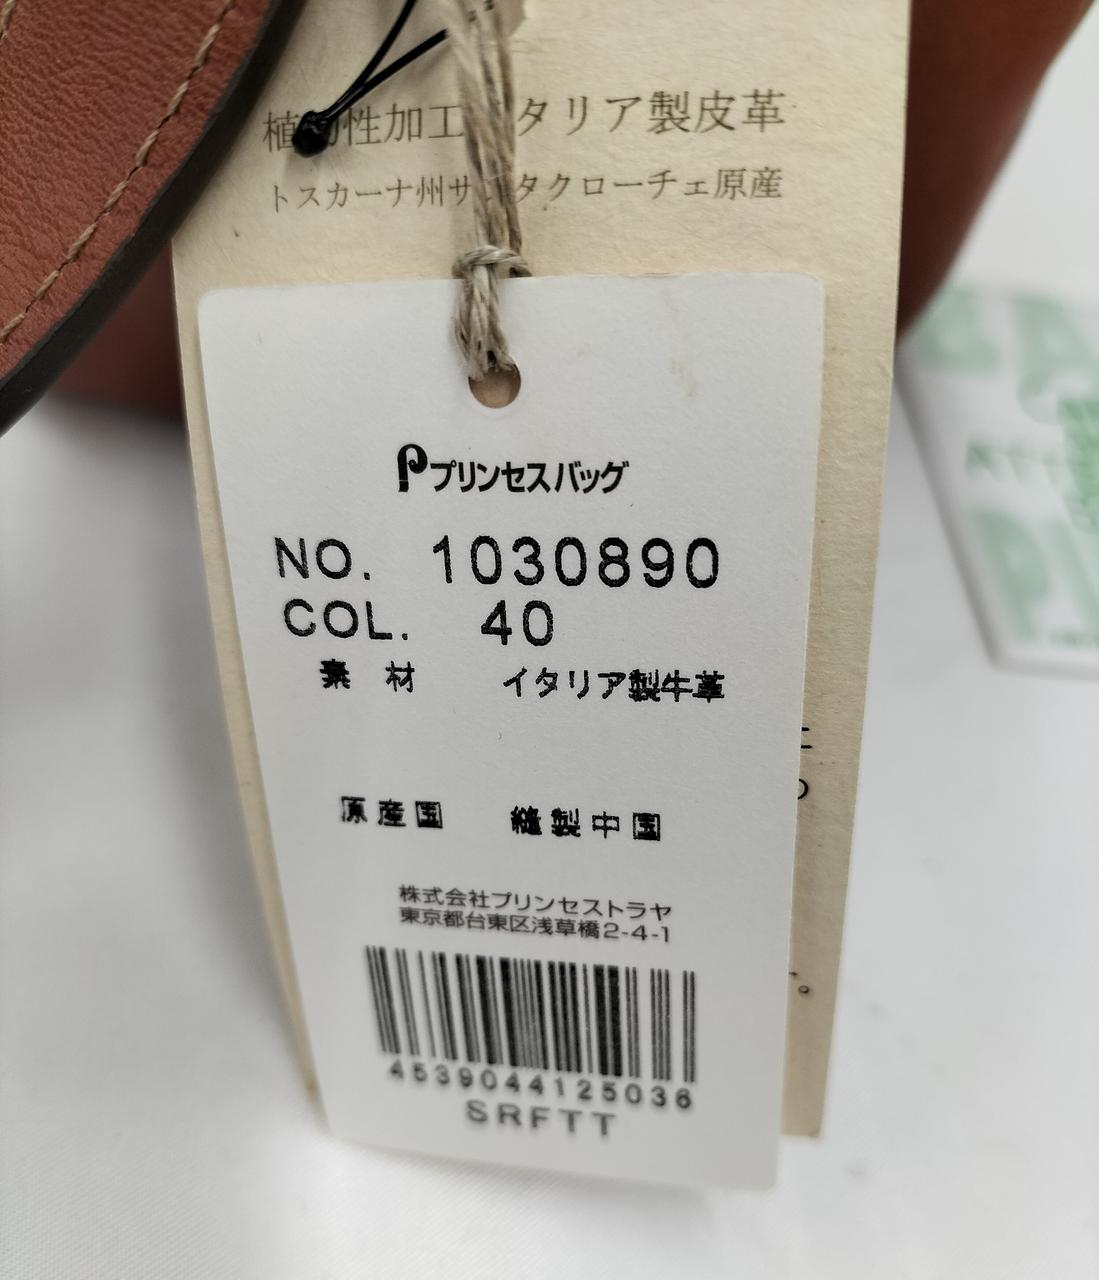 性加工 タリア製皮革
トスカーナ州サ タクローチェ原産
プリンセスバッグ
NO. 1030890
COL. 40
素材 イタリア製牛革
原産国 縫製中国
株式会社プリンセストラヤ
東京都台東区浅草橋2-4-1
4539044125036
SRFTT